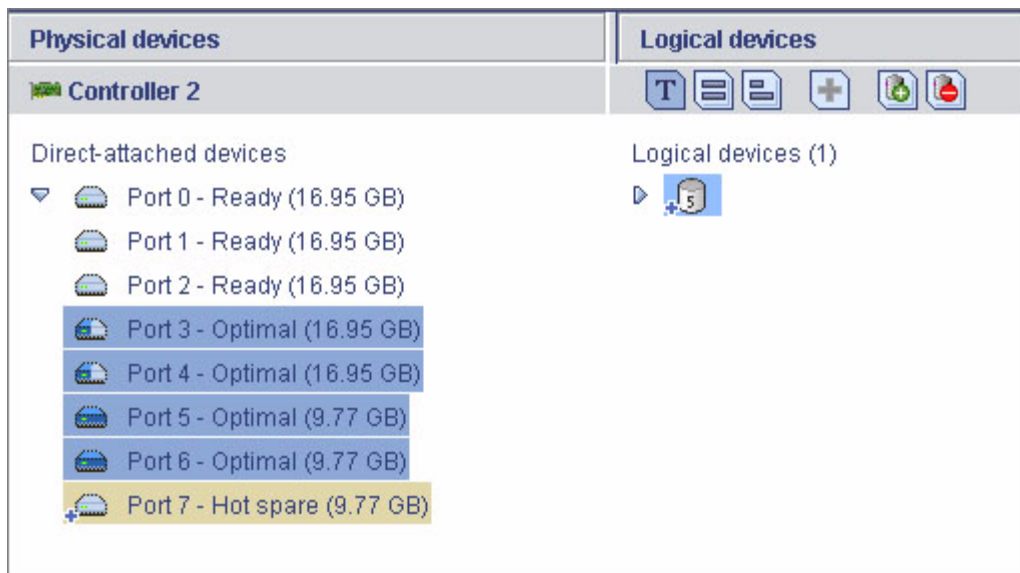 Physical devices
Logical devices
Controller 2
T
Direct-attached devices
Logical devices (1)
Port 0 - Ready (16.95 GB)
5
Port 1 - Ready (16.95 GB)
Port 2 - Ready (16.95 GB)
Port 3 - Optimal (16.95 GB)
Port 4 - Optimal (16.95 GB)
Port 5 - Optimal (9.77 GB)
Port 6 - Optimal (9.77 GB)
Port 7 - Hot spare (9.77 GB)